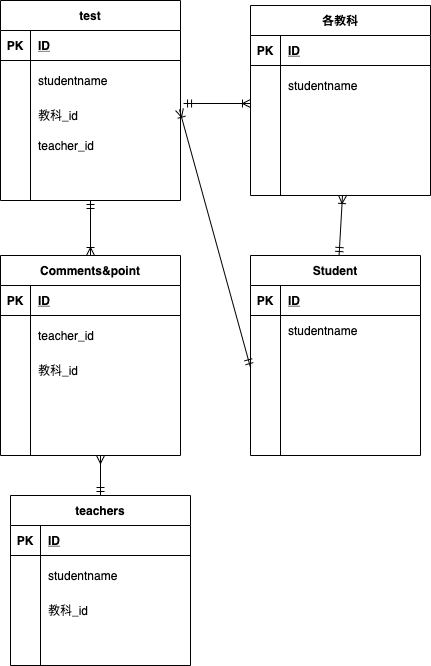 test
PK ID
studentname
教科_id
teacher_id
各教科
PK ID
studentname
Comments&point
PK ID
teacher_id
教科_id
Student
PK ID
studentname
teachers
PK ID
studentname
教科_id